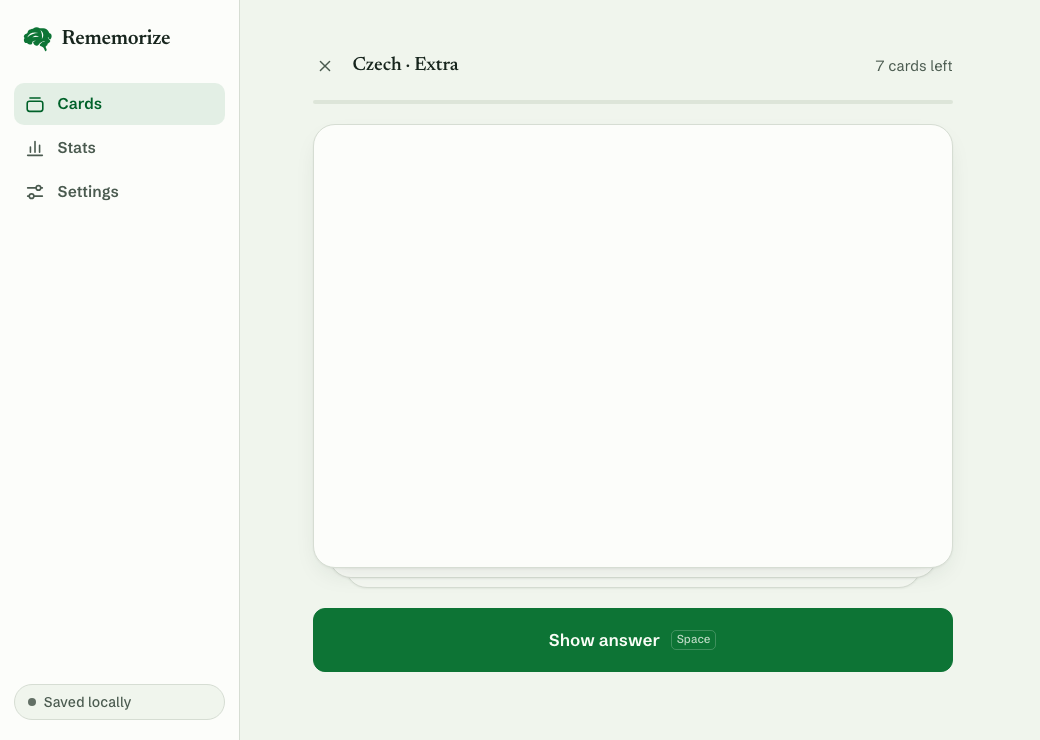 Rememorize
Cards
Stats
Settings
Saved locally
Czech · Extra
7 cards left
Show answer Space